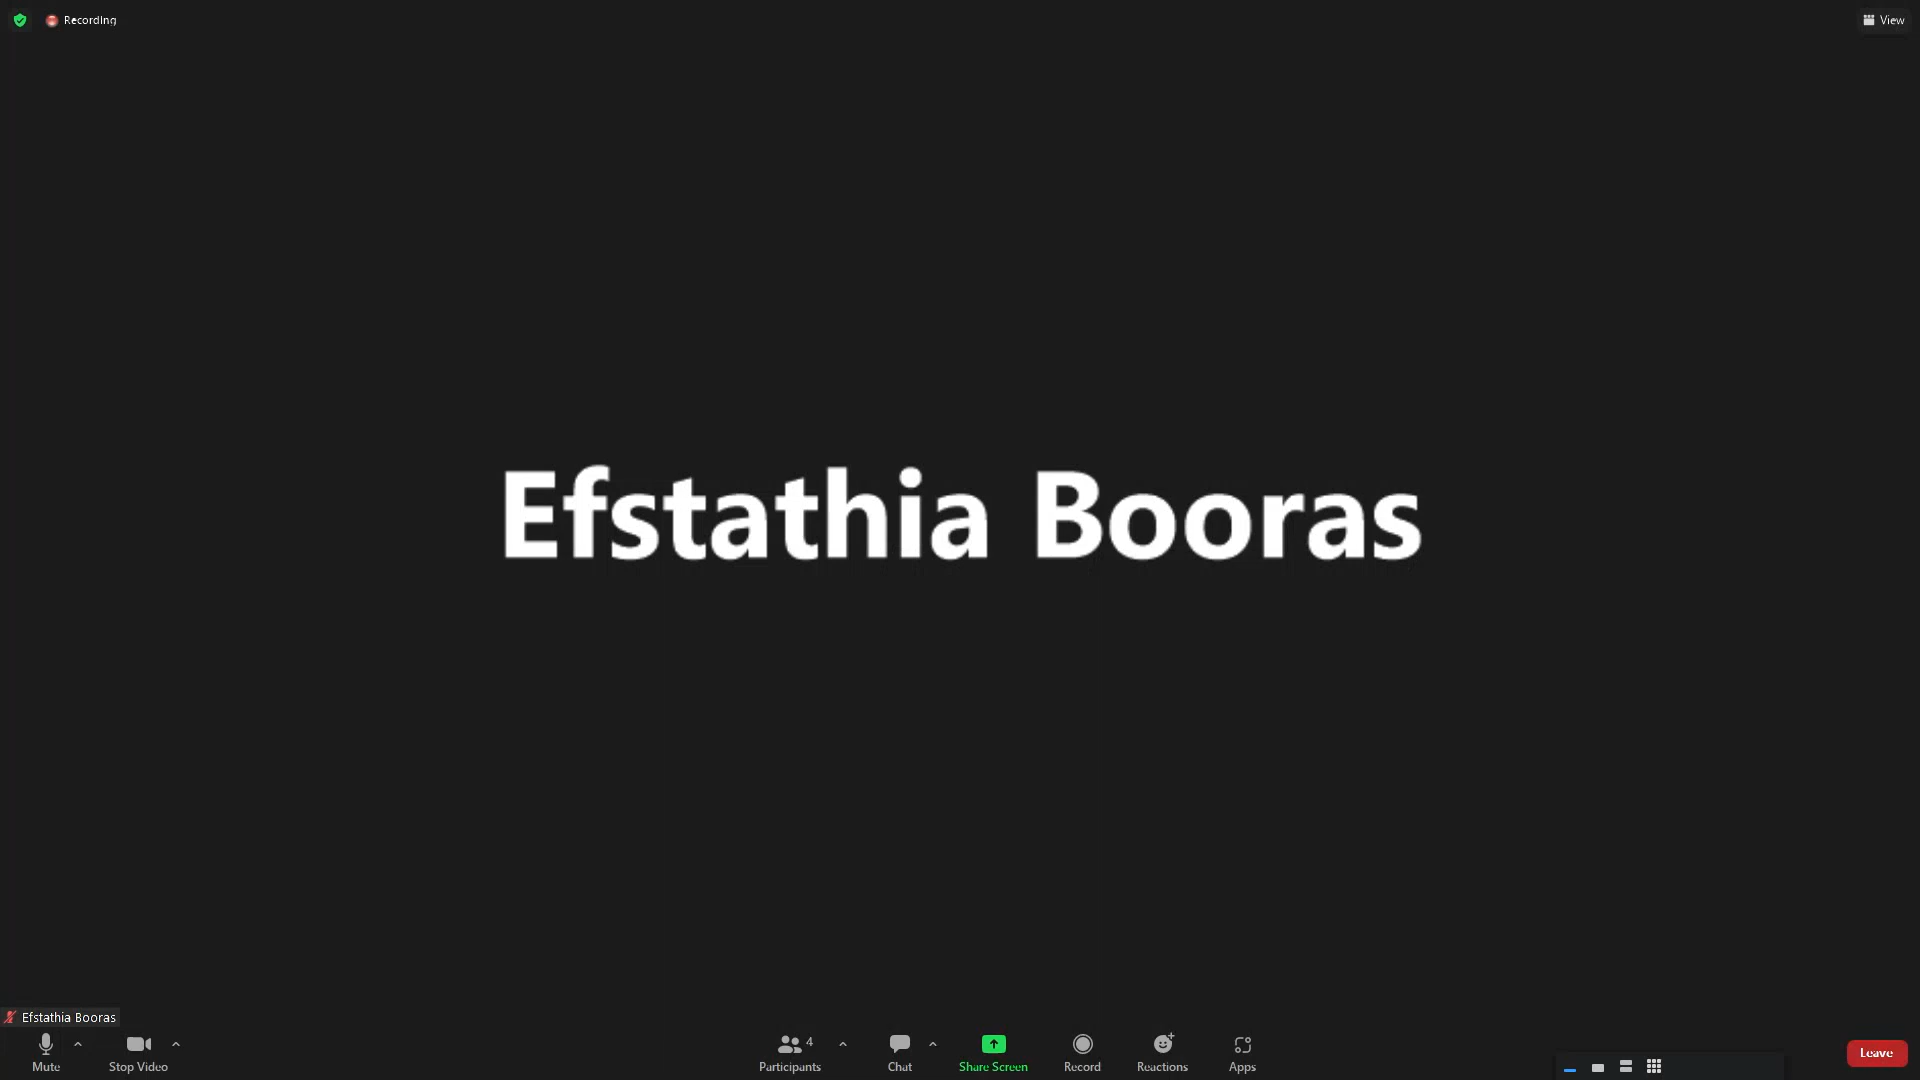 Recording
View
Efstathia Booras
Efstathia Booras
Mute
Stop Video
Participants
4
Chat
Share Screen
Record
Reactions
Apps
Leave